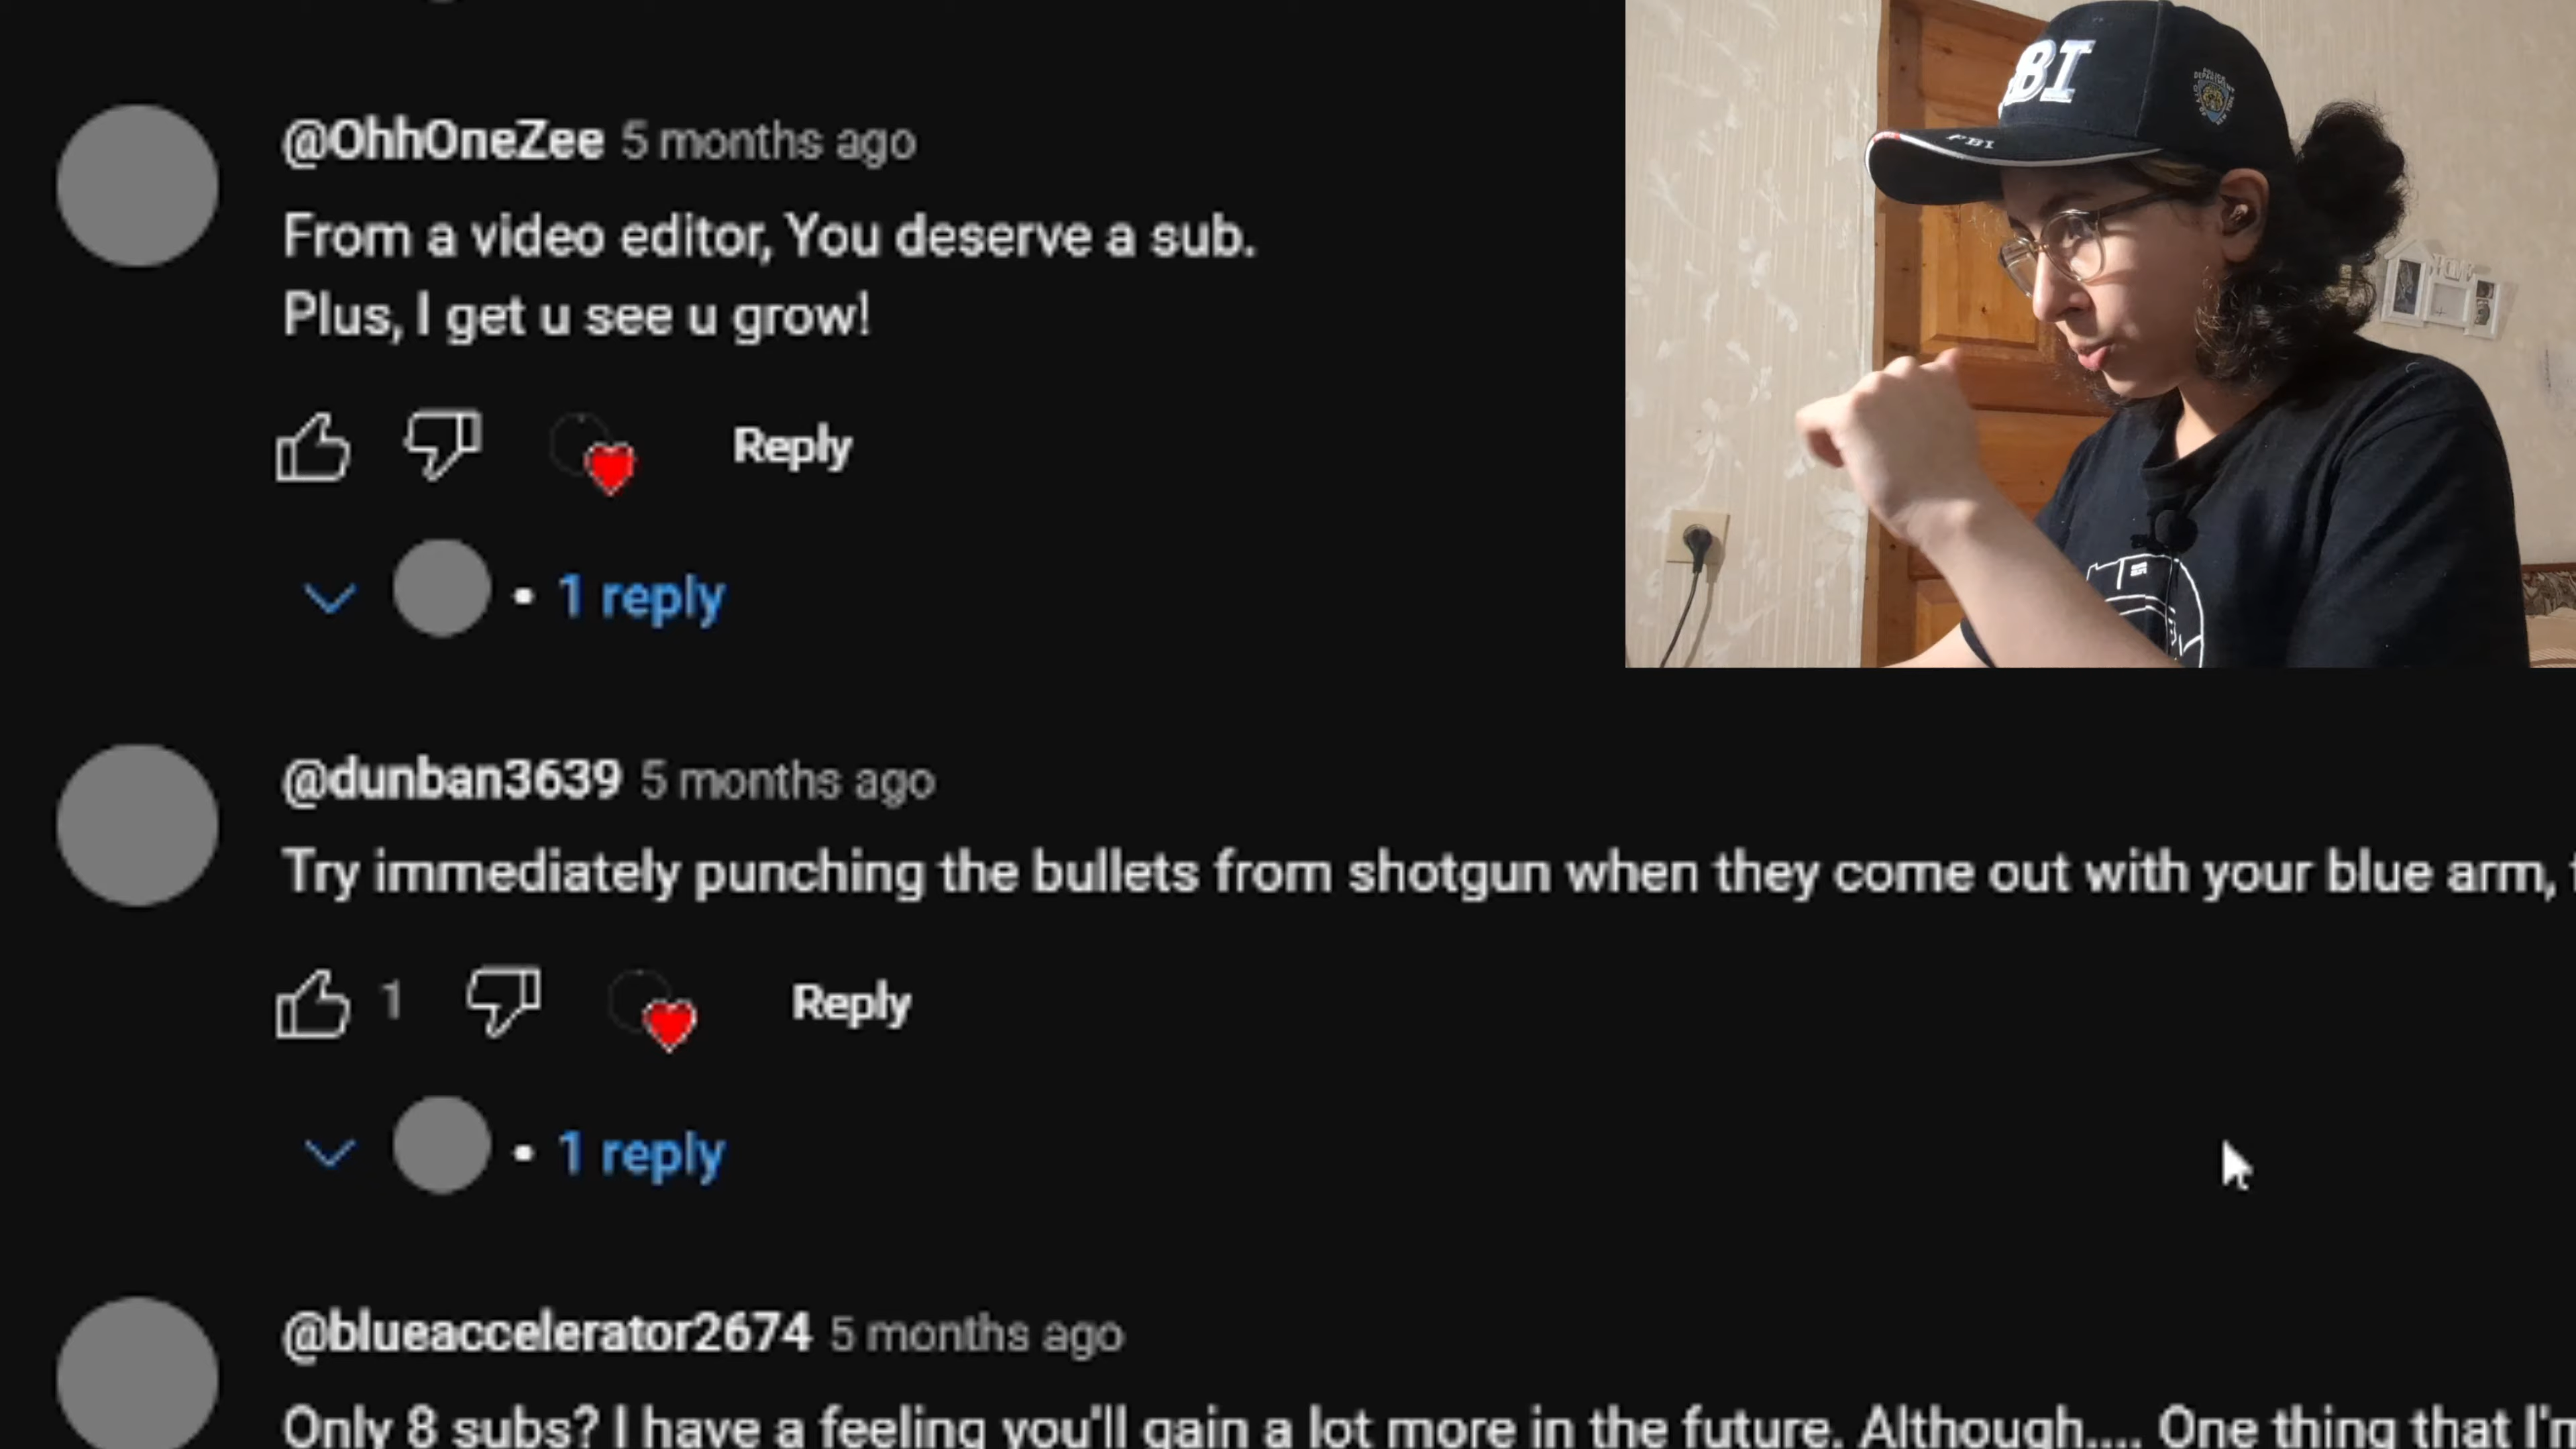 @OhhOneZee 5 months ago
From a video editor, You deserve a sub.
Plus, I get u see u grow!
Reply
1 reply
@dunban3639 5 months ago
Try immediately punching the bullets from shotgun when they come out with your blue arm,
1 Reply
1 reply
@blueaccelerator2674 5 months ago
Only 8 subs? I have a feeling you'll gain a lot more in the future. Although.... One thing that I'm
BI
FBI